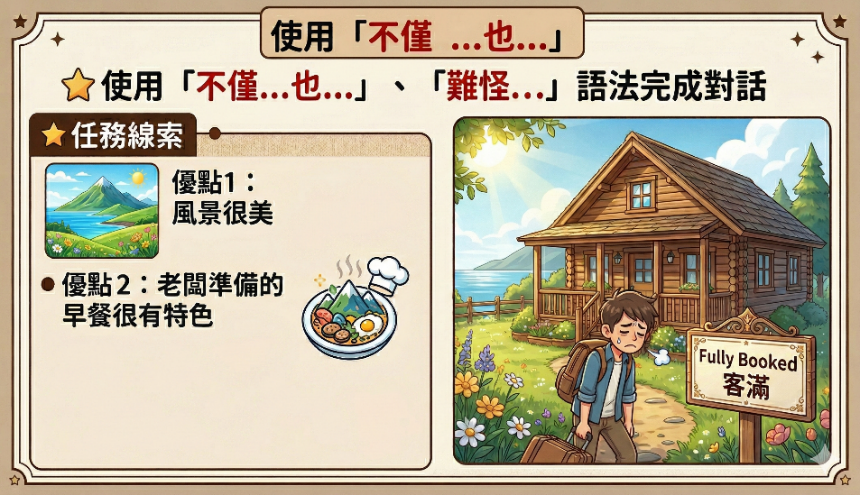 使用「不僅 ...也...」
使用「不僅...也...」、「難怪...」語法完成對話
任務線索
優點1：
風景很美
優點2：老闆準備的
早餐很有特色
Fully Booked
客滿